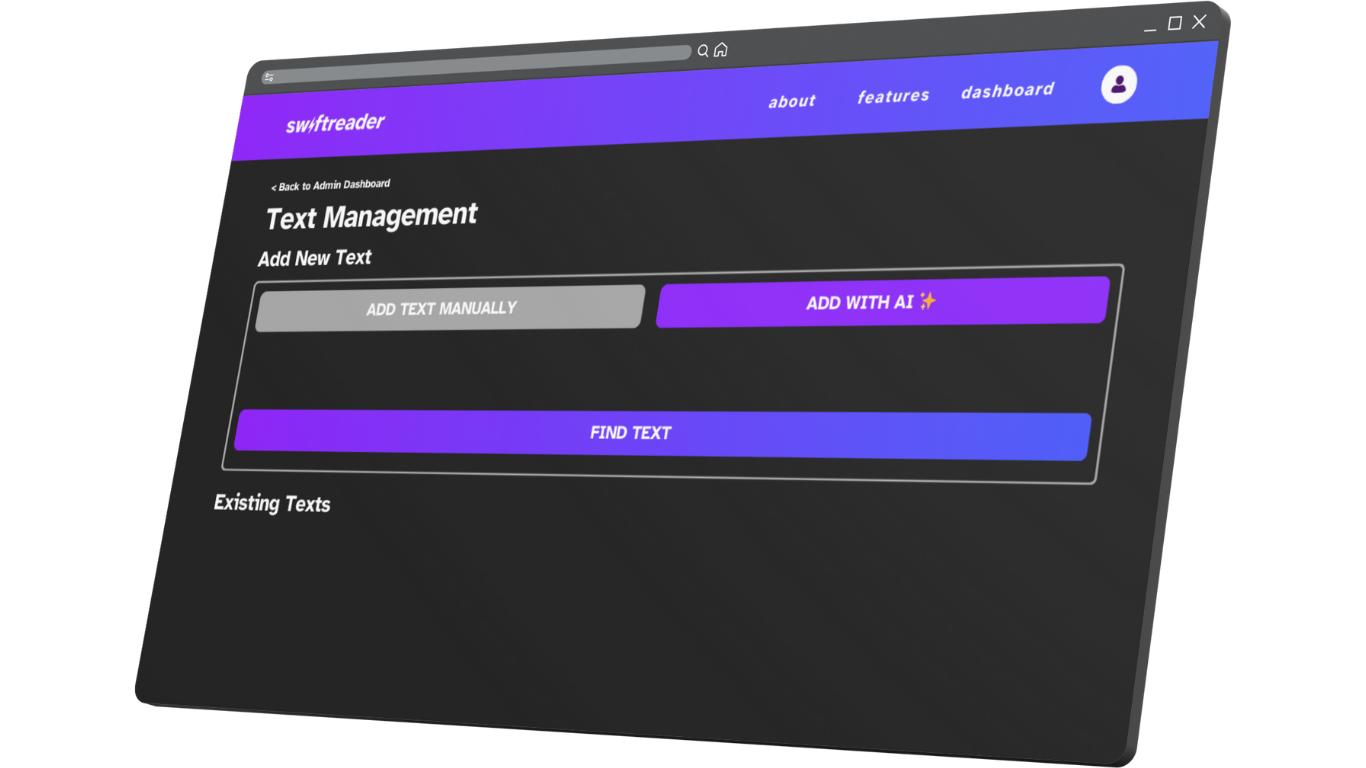 swiftreader
about features dashboard
< Back to Admin Dashboard
Text Management
Add New Text
ADD TEXT MANUALLY
ADD WITH AI ✨
FIND TEXT
Existing Texts